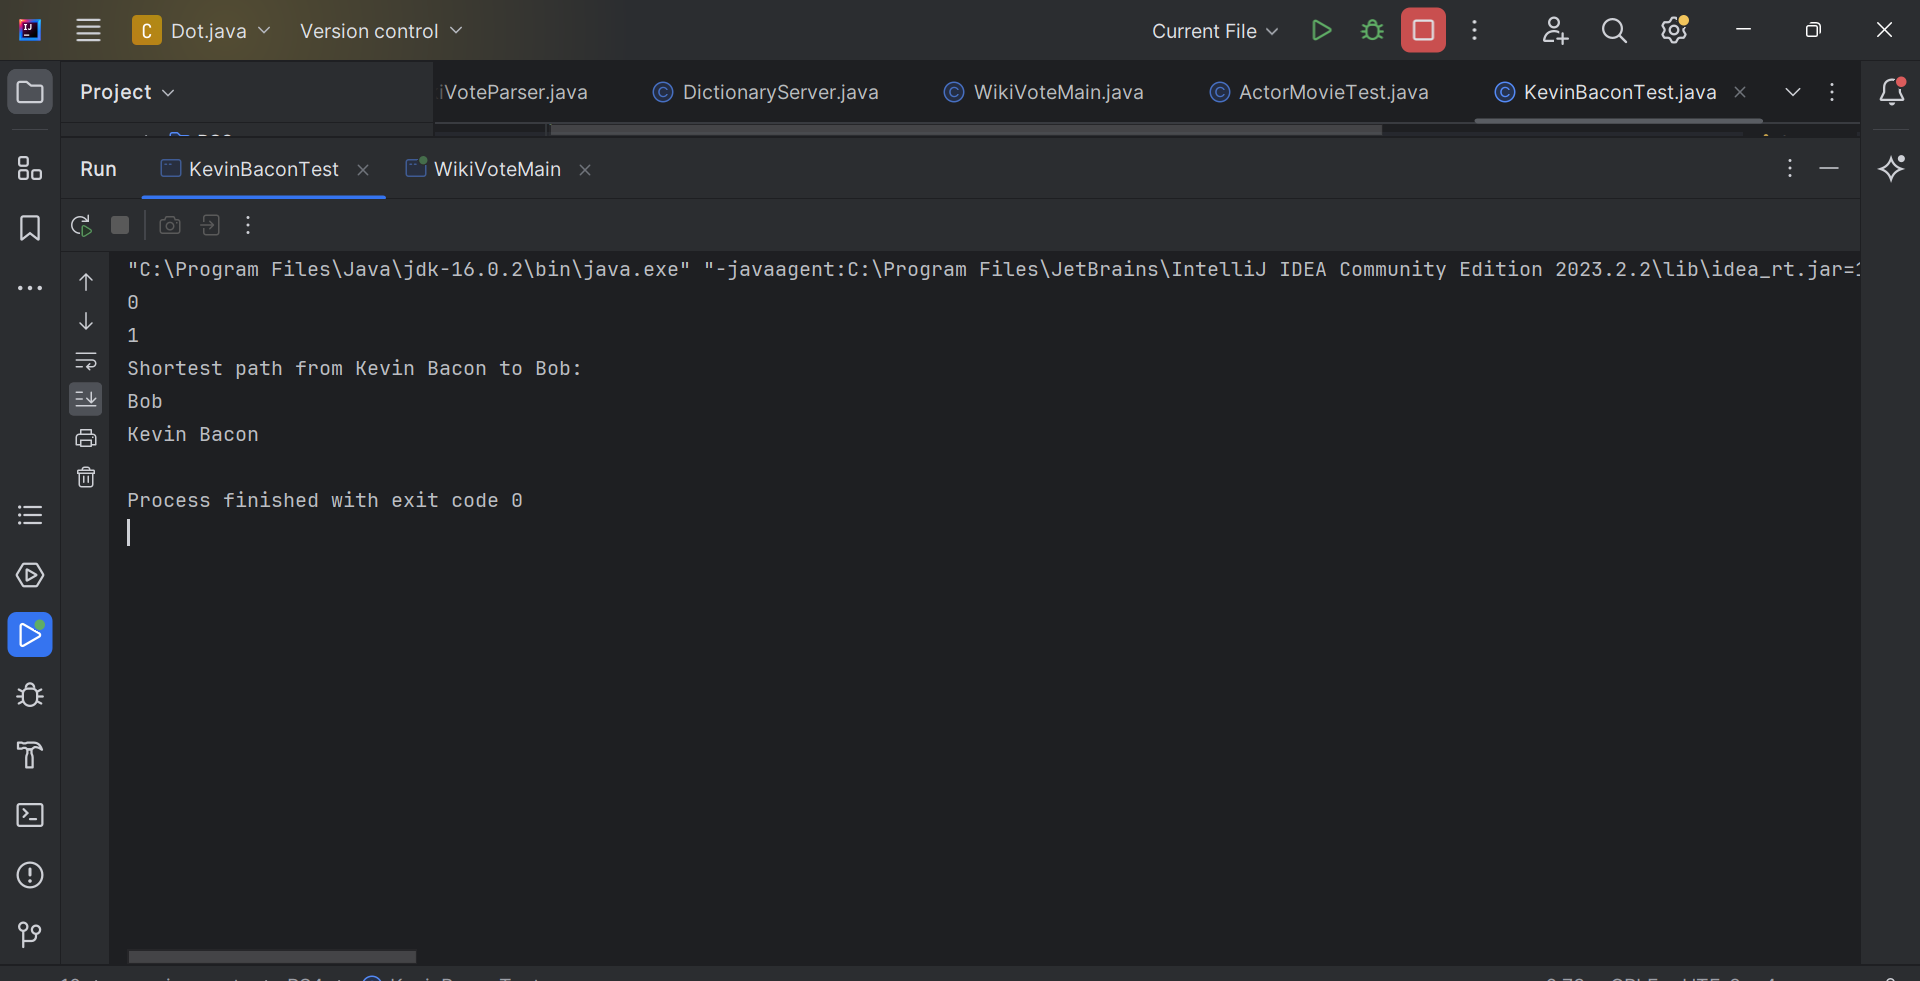 C Dot.java Version control Current File
Project
iVoteParser.java DictionaryServer.java WikiVoteMain.java ActorMovieTest.java KevinBaconTest.java
Run KevinBaconTest WikiVoteMain
"C:\Program Files\Java\jdk-16.0.2\bin\java.exe" "-javaagent:C:\Program Files\JetBrains\IntelliJ IDEA Community Edition 2023.2.2\lib\idea_rt.jar=
0
1
Shortest path from Kevin Bacon to Bob:
Bob
Kevin Bacon
Process finished with exit code 0